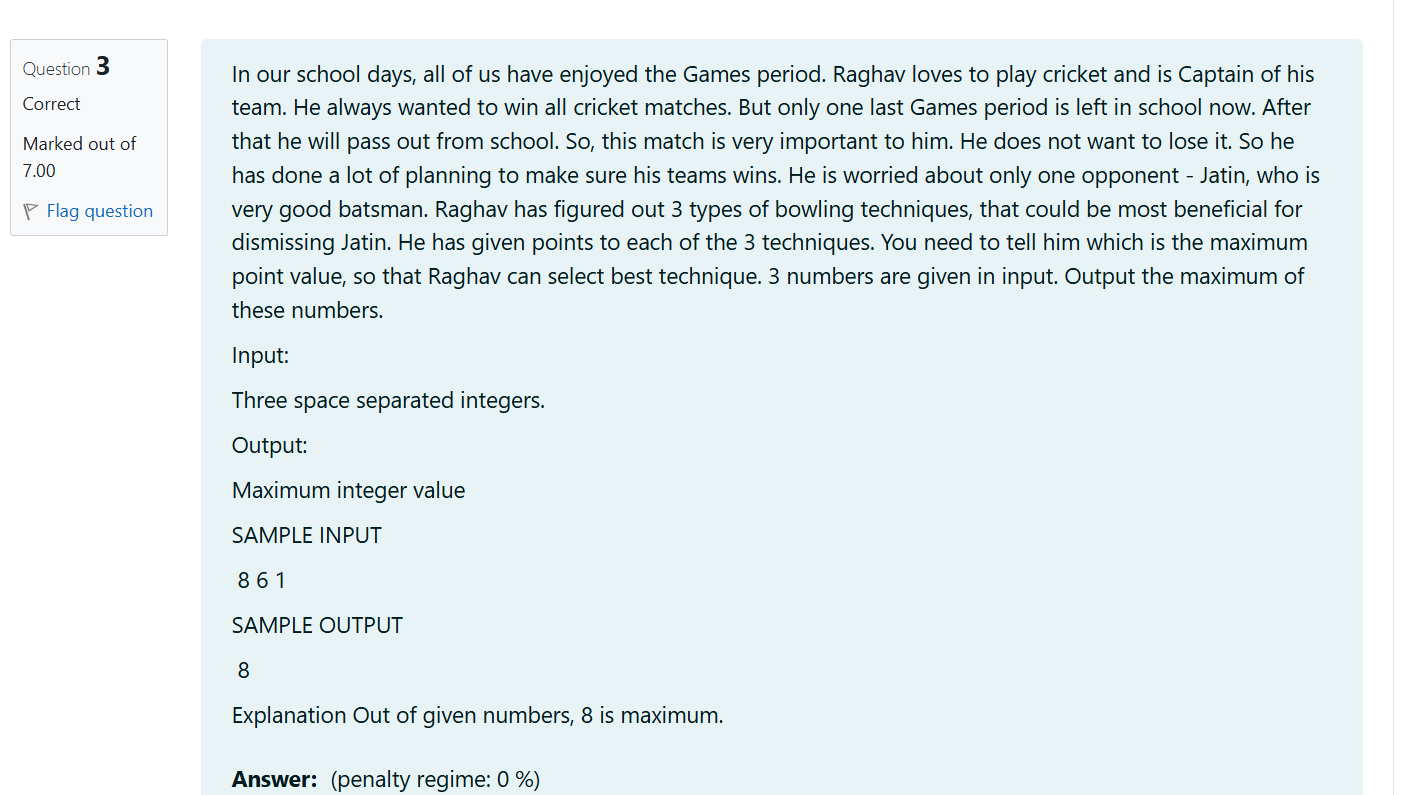 Question 3
Correct
Marked out of
7.00
Flag question
In our school days, all of us have enjoyed the Games period. Raghav loves to play cricket and is Captain of his
team. He always wanted to win all cricket matches. But only one last Games period is left in school now. After
that he will pass out from school. So, this match is very important to him. He does not want to lose it. So he
has done a lot of planning to make sure his teams wins. He is worried about only one opponent - Jatin, who is
very good batsman. Raghav has figured out 3 types of bowling techniques, that could be most beneficial for
dismissing Jatin. He has given points to each of the 3 techniques. You need to tell him which is the maximum
point value, so that Raghav can select best technique. 3 numbers are given in input. Output the maximum of
these numbers.
Input:
Three space separated integers.
Output:
Maximum integer value
SAMPLE INPUT
8 6 1
SAMPLE OUTPUT
8
Explanation Out of given numbers, 8 is maximum.
Answer: (penalty regime: 0 %)